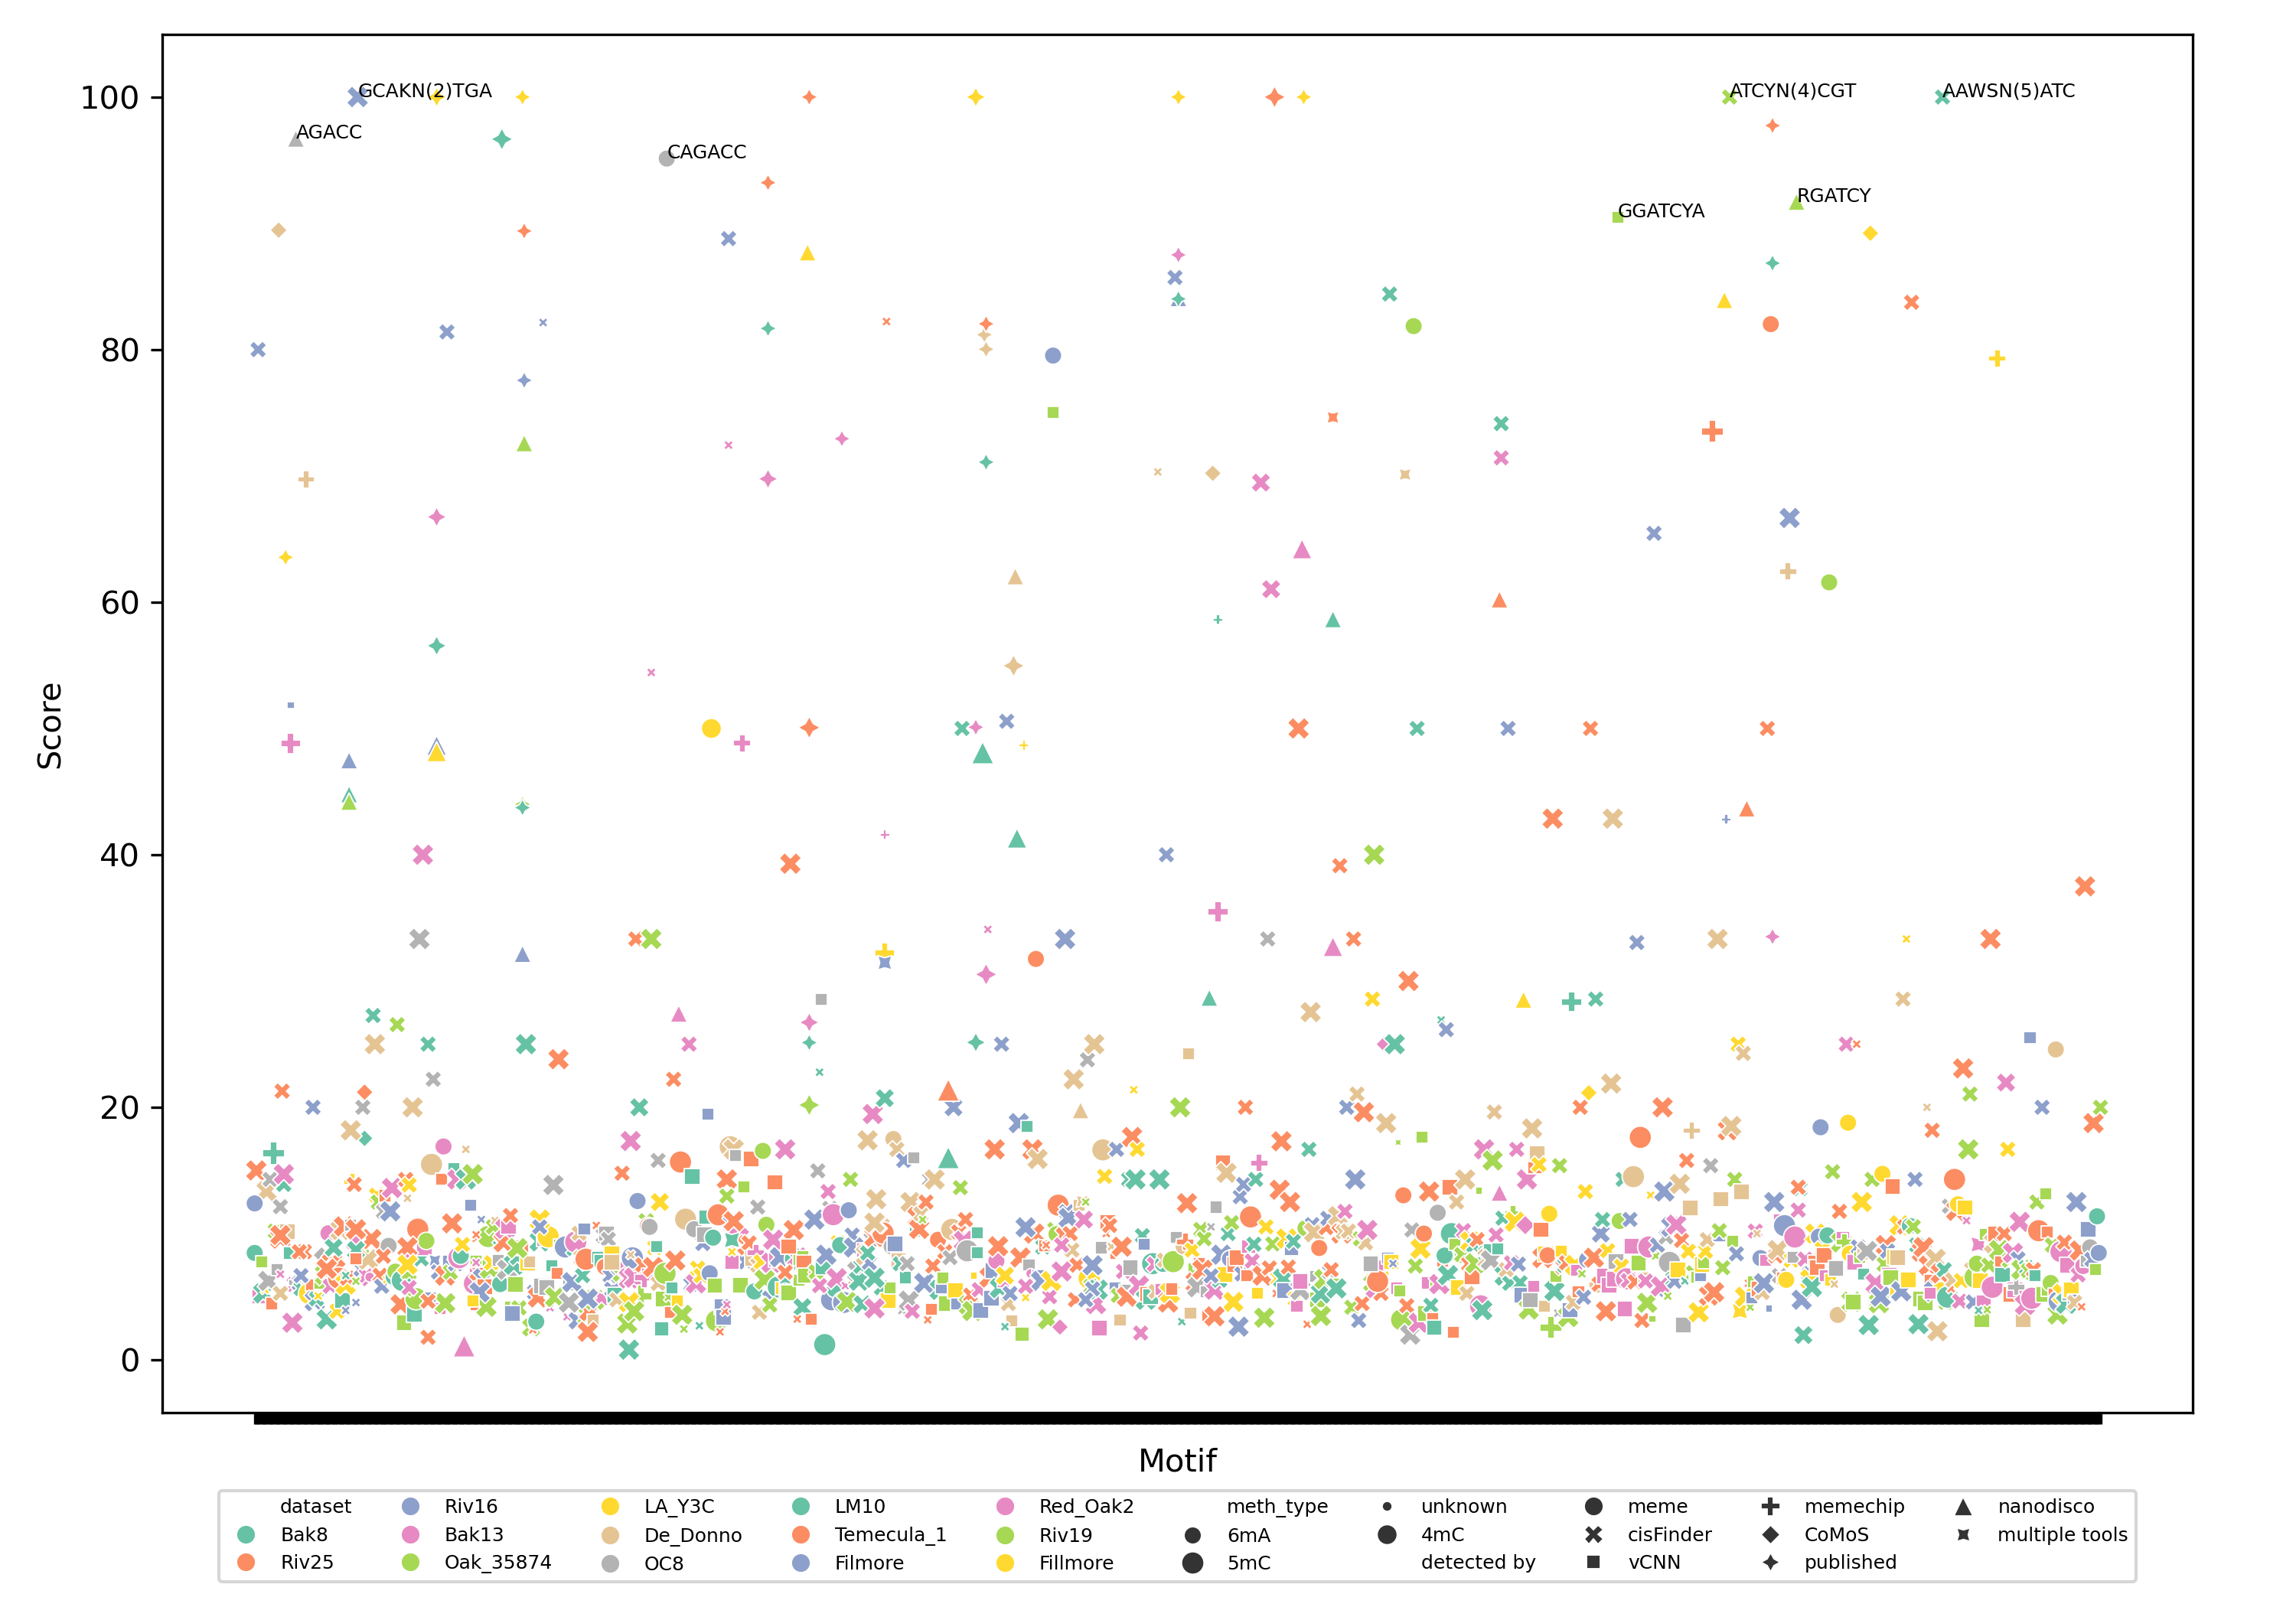 100
80
60
40
20
0
Score
GCAKN(2)TGA
ATCYN(4)CGT
AAWSN(5)ATC
AGACC
CAGACC
RGATCY
GGATCYA
Motif
dataset Riv16 LA_Y3C LM10 Red_Oak2 meth_type unknown meme memechip nanodisco
Bak8 Bak13 De_Donno Temecula_1 Riv19 6mA 4mC cisFinder CoMoS multiple tools
Riv25 Oak_35874 OC8 Filmore Fillmore 5mC detected by vCNN published